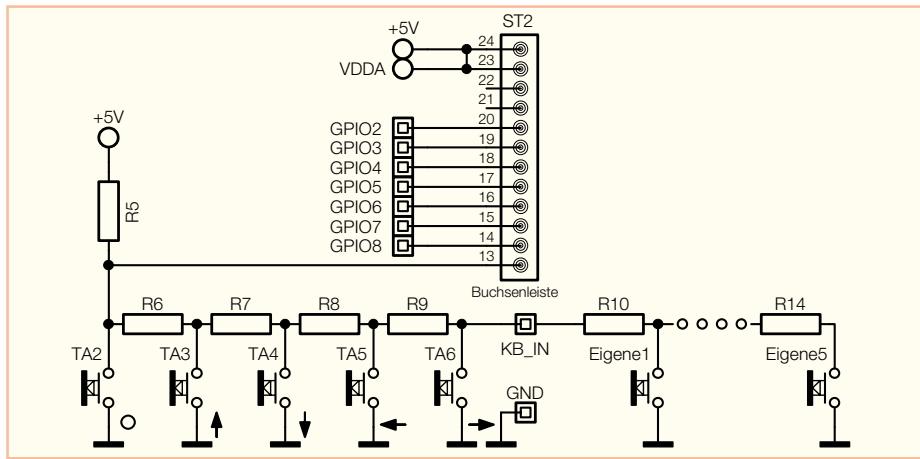 ST2
+5V
24
VDDA
23
22
21
+5V
GPIO2
20
GPIO3
19
GPIO4
18
GPIO5
17
GPIO6
16
GPIO7
15
GPIO8
14
13
R5
Buchsenleiste
R6
R7
R8
R9
R10
R14
KB_IN
TA2
TA3
TA4
TA5
TA6
Eigene1
Eigene5
GND